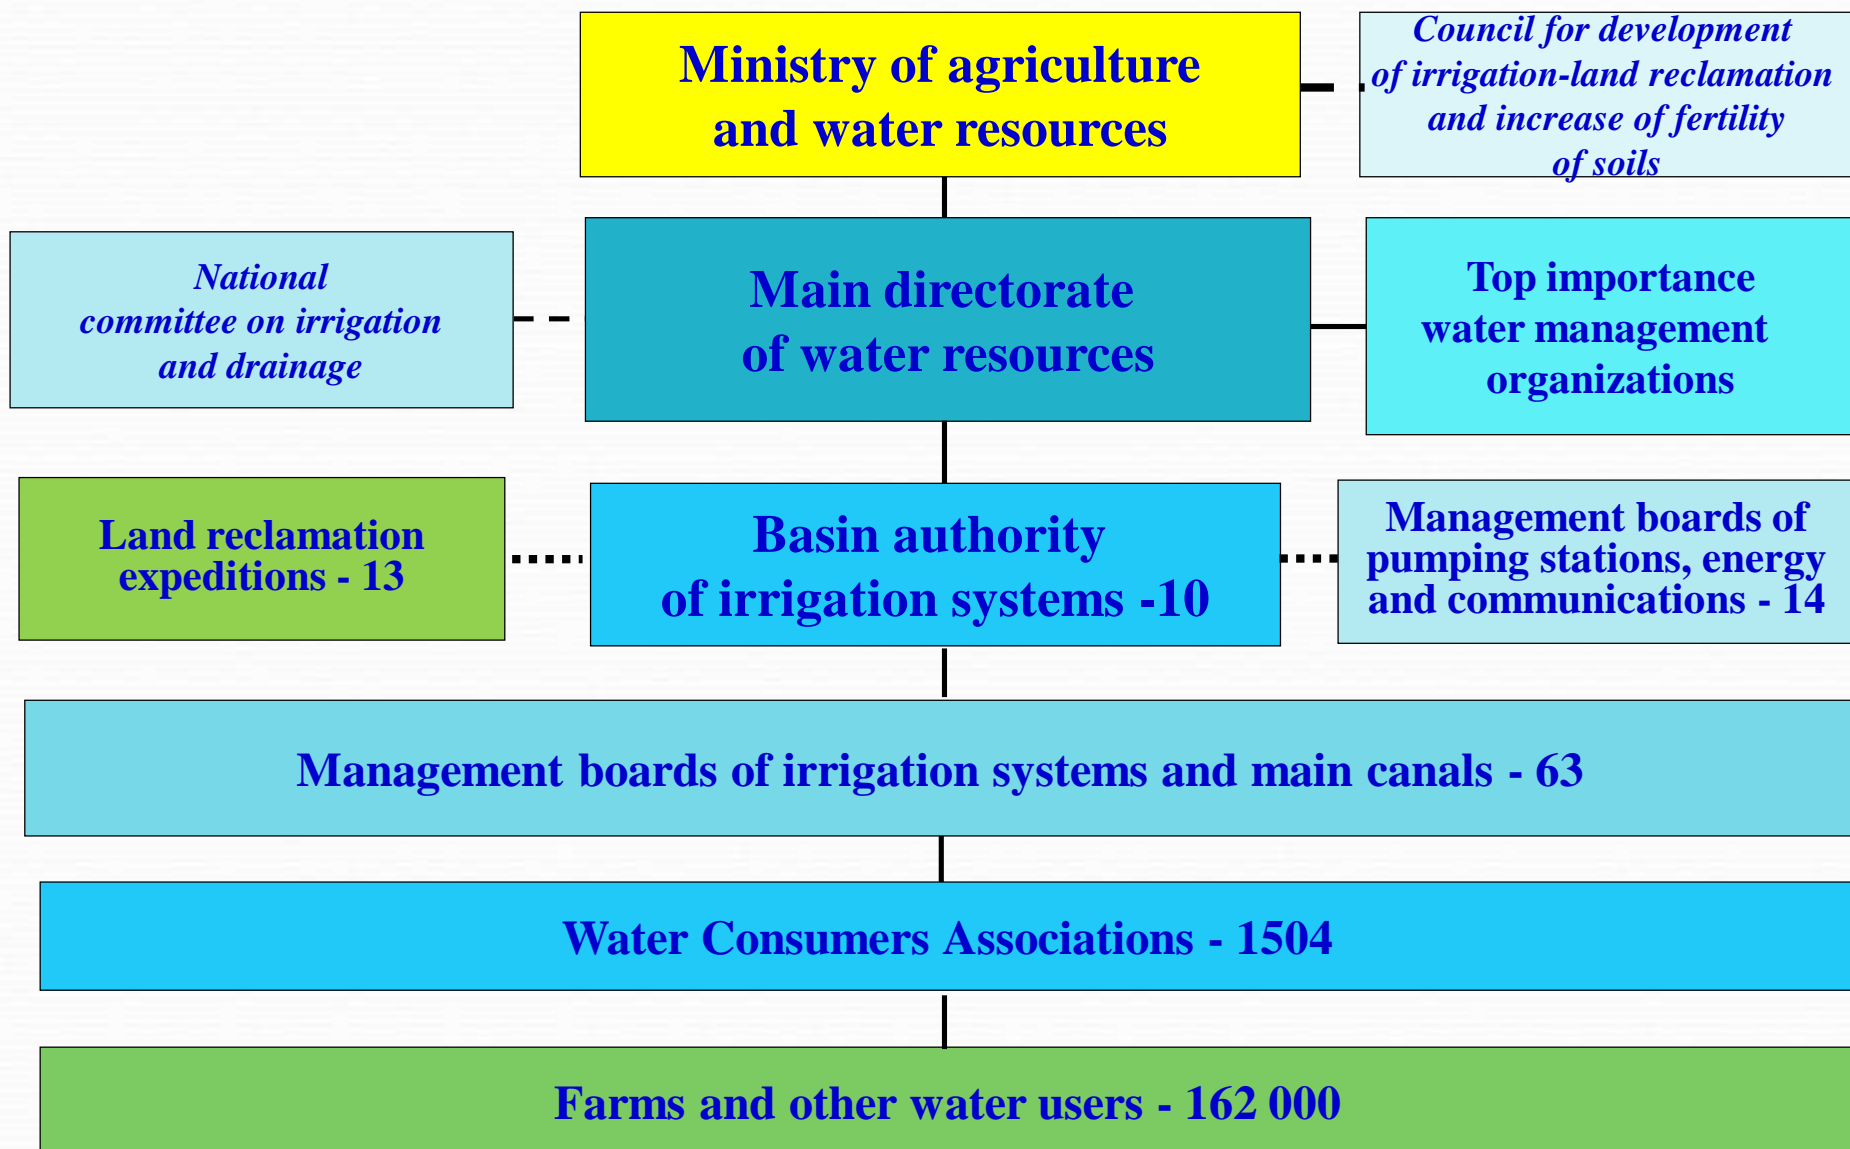 Ministry of agriculture
and water resources
Council for development
of irrigation-land reclamation
and increase of fertility
of soils
National
committee on irrigation
and drainage
Main directorate
of water resources
Top importance
water management
organizations
Land reclamation
expeditions - 13
Basin authority
of irrigation systems -10
Management boards of
pumping stations, energy
and communications - 14
Management boards of irrigation systems and main canals - 63
Water Consumers Associations - 1504
Farms and other water users - 162 000